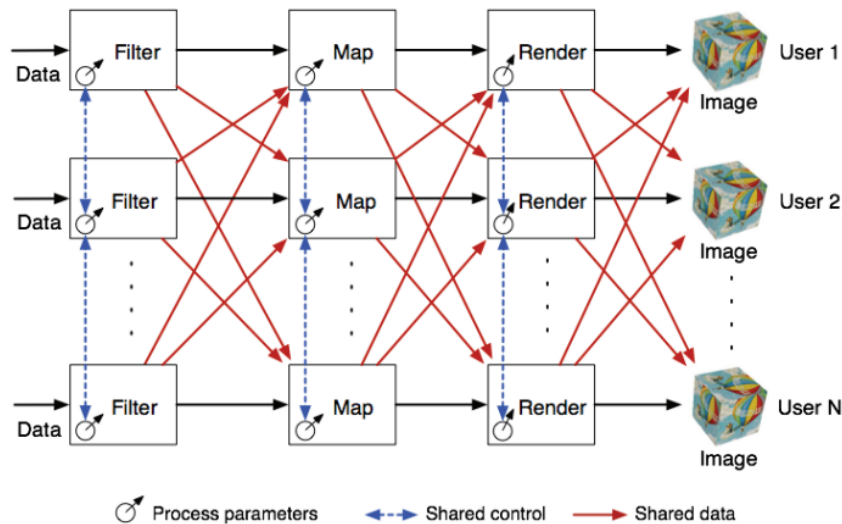 Filter
Map
Render
User 1
Data
Image
Filter
Map
Render
User 2
Data
Image
Filter
Map
Render
User N
Data
Image
Process parameters
Shared control
Shared data